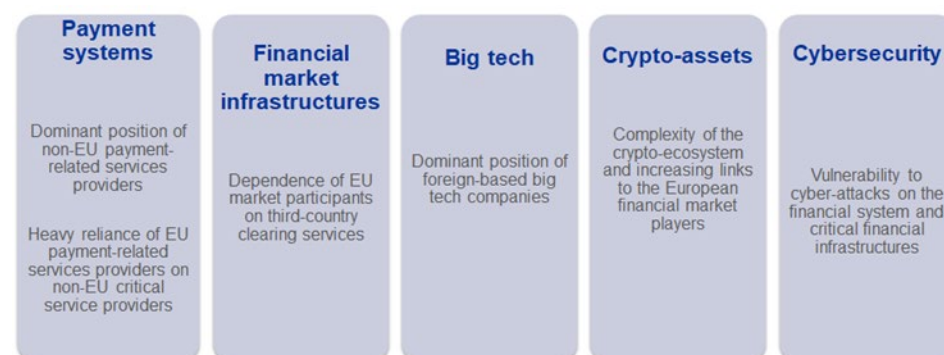 Payment
systems
Dominant position of
non-EU payment-
related services
providers
Heavy reliance of EU
payment-related
services providers on
non-EU critical
service providers
Financial
market
infrastructures
Dependence of EU
market participants
on third-country
clearing services
Big tech
Dominant position of
foreign-based big
tech companies
Crypto-assets
Complexity of the
crypto-ecosystem
and increasing links
to the European
financial market
players
Cybersecurity
Vulnerability to
cyber-attacks on the
financial system and
critical financial
infrastructures